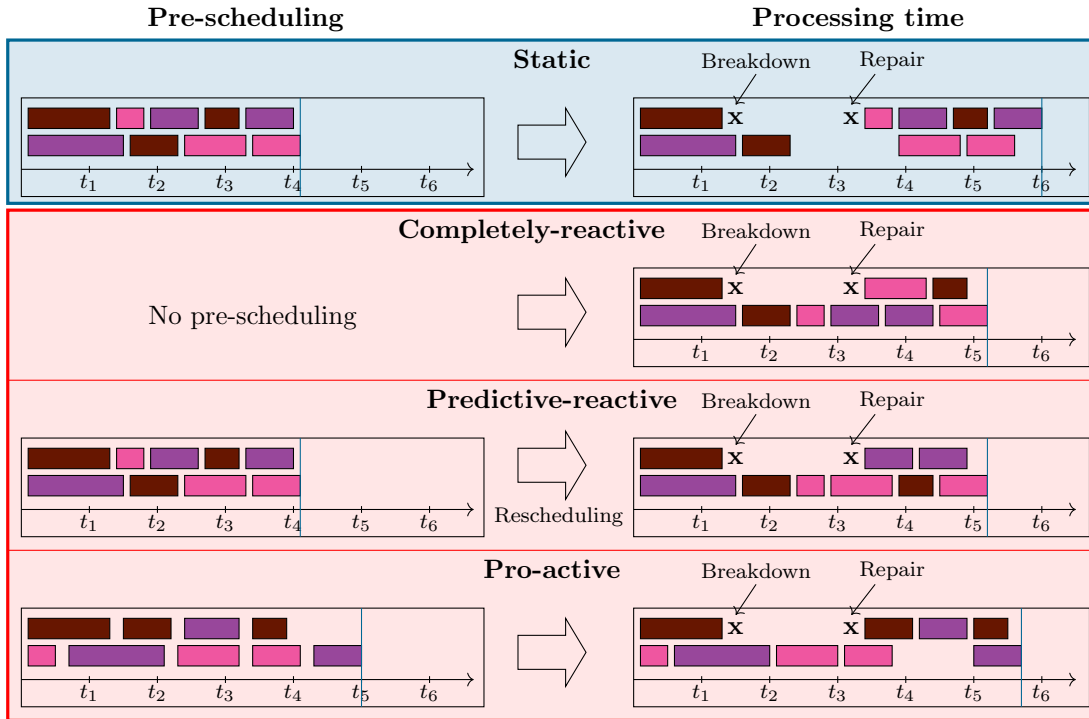 Pre-scheduling Processing time
Static
Breakdown Repair
x x
t1 t2 t3 t4 t5 t6 t1 t2 t3 t4 t5 t6
Completely-reactive
Breakdown Repair
No pre-scheduling
x x
t1 t2 t3 t4 t5 t6
Predictive-reactive
Breakdown Repair
x x
Rescheduling
t1 t2 t3 t4 t5 t6 t1 t2 t3 t4 t5 t6
Pro-active
Breakdown Repair
x x
t1 t2 t3 t4 t5 t6 t1 t2 t3 t4 t5 t6